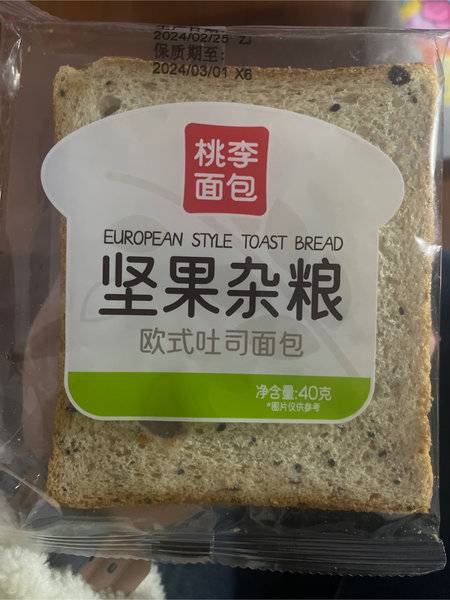 2024/02/25 ZJ
保质期至:
2024/03/01 X6
桃李
面包
EUROPEAN STYLE TOAST BREAD
坚果杂粮
欧式吐司面包
净含量:40克
*图片仅供参考